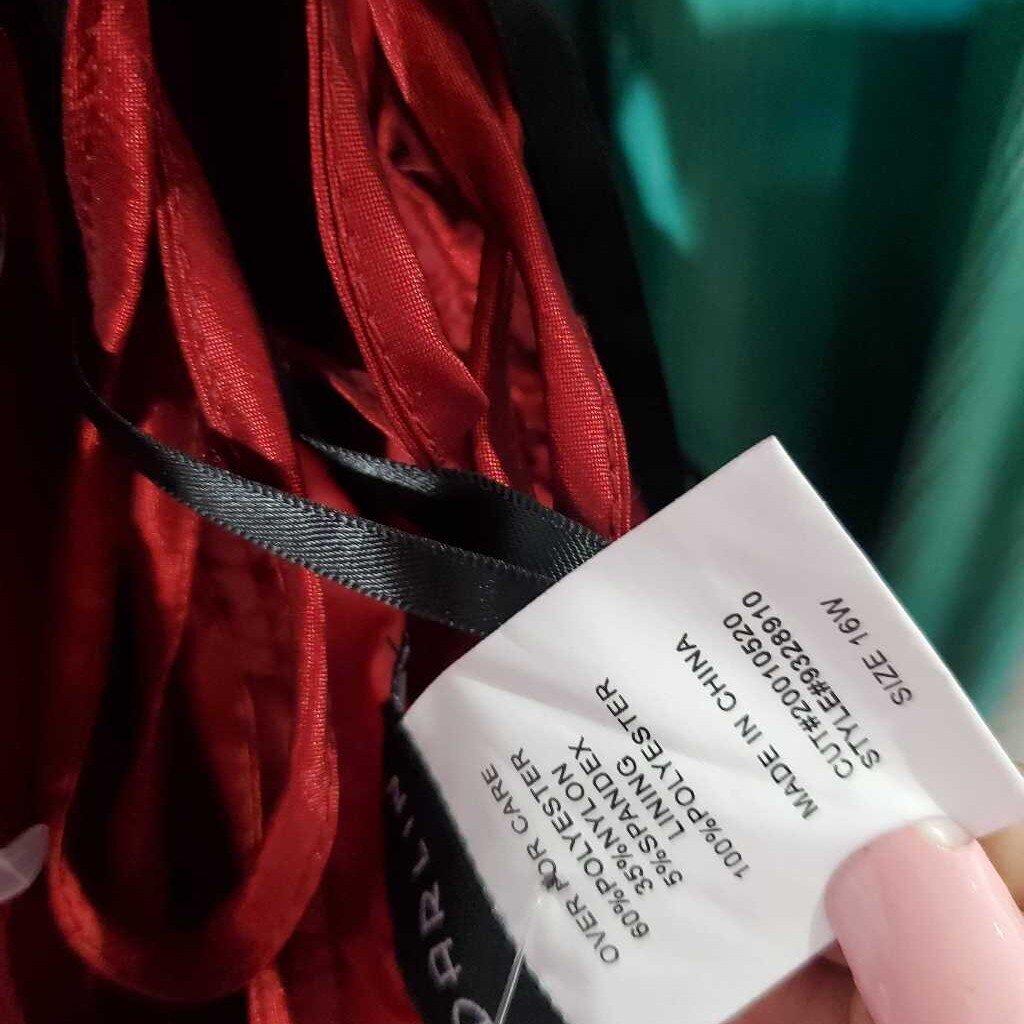 OVER FOR CARE
60%POLYESTER
35%NYLON
5%SPANDEX
LINING
100%POLYESTER
MADE IN CHINA
CUT#20010520
STYLE#9328910
SIZE 16W